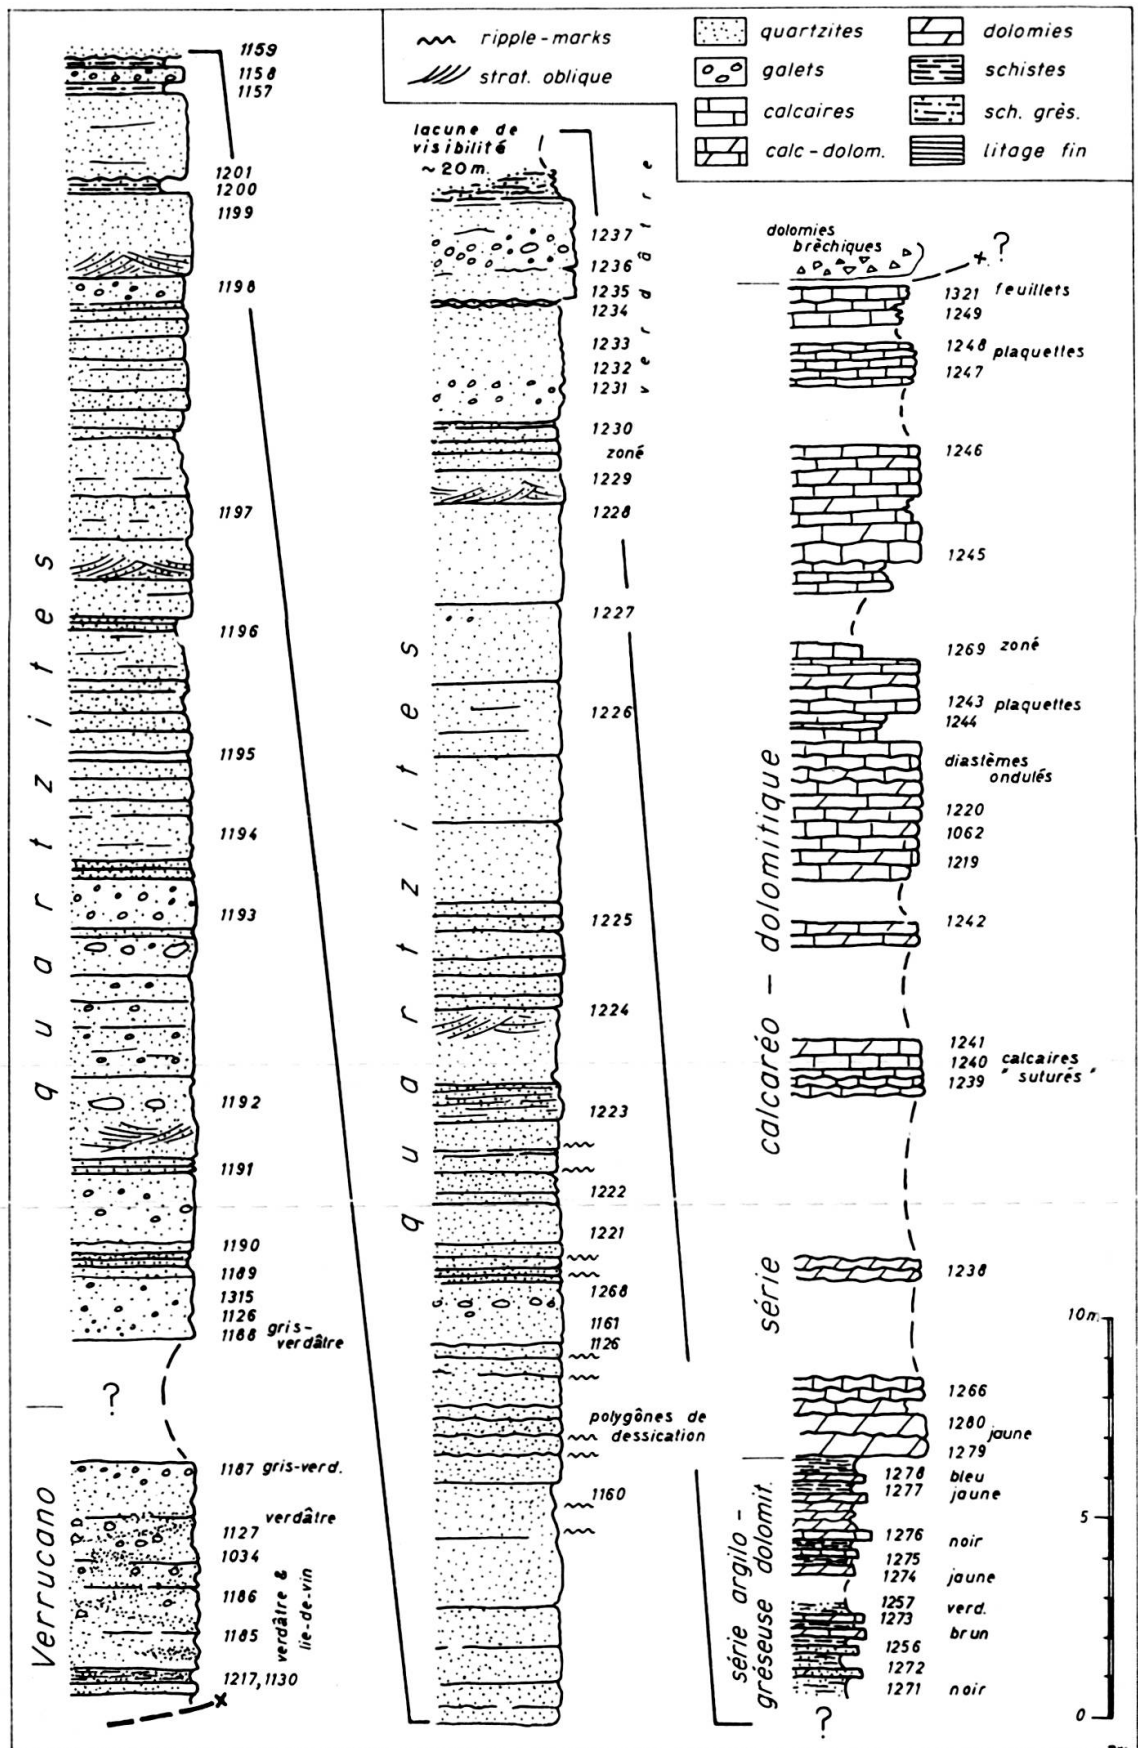 ripple-marks
strat. oblique
quartzites
galets
calcaires
calc-dolom.
dolomies
schistes
sch. grès.
litage fin
1159
1158
1157
1201
1200
1199
1198
1197
1196
1195
1194
1193
1192
1191
1190
1189
1315
1126
1188 gris-
verdâtre
?
1187 gris-verd.
verdâtre
1127
1034
1186
1185
verdâtre &
lie-de-vin
1217, 1130
x
quartzites
Verrucano
lacune de
visibilité
~ 20 m.
1237
1236
1235
1234
1233
1232
1231
verdâtre
1230
zoné
1229
1228
1227
1226
1225
1224
1223
1222
1221
1268
1161
1126
polygônes de
dessication
1160
quartzites
dolomies
brèchiques
x ?
1321 feuillets
1249
1248 plaquettes
1247
1246
1245
1269 zoné
1243 plaquettes
1244
diastèmes
ondulés
1220
1062
1219
1242
1241
1240 calcaires
1239 "suturés"
1238
1266
1280 jaune
1279
1278 bleu
1277 jaune
1276 noir
1275
1274 jaune
1257 verd.
1273 brun
1256
1272
1271 noir
?
série calcaréo-dolomitique
série argilo-
gréseuse dolomit.
10 m
5
0